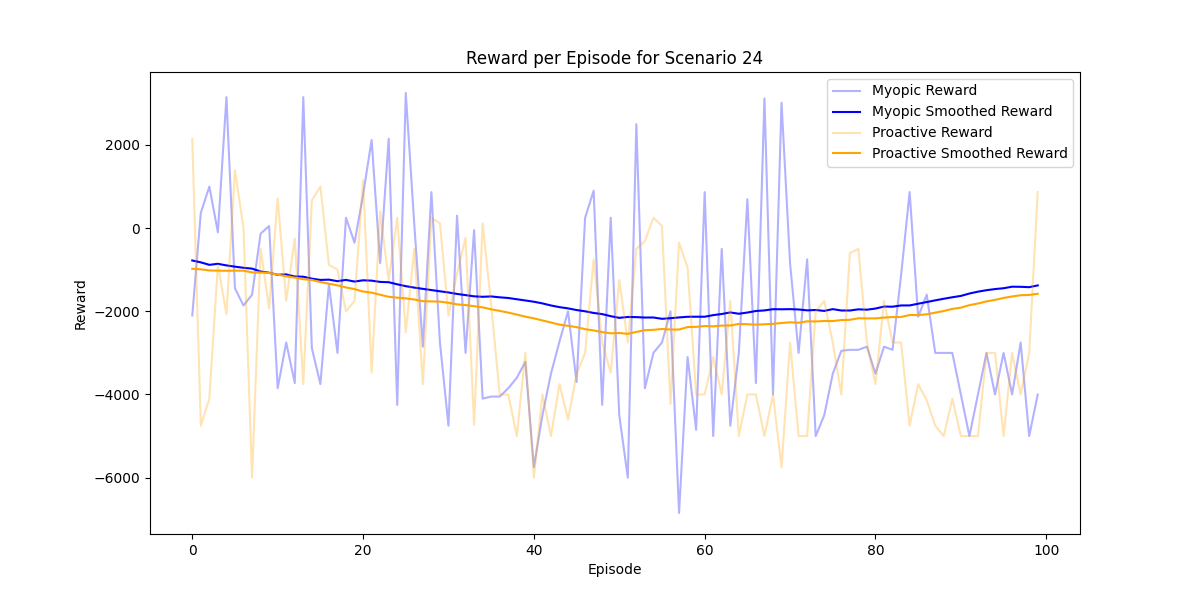 Reward per Episode for Scenario 24
Myopic Reward
Myopic Smoothed Reward
Proactive Reward
Proactive Smoothed Reward
2000
0
−2000
−4000
−6000
Reward
0 20 40 60 80 100
Episode